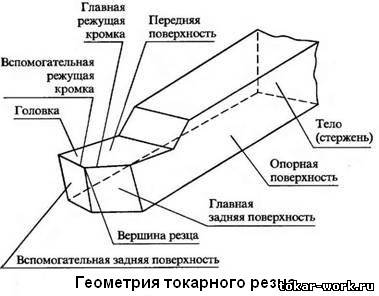 Главная
режущая
кромка
Передняя
поверхность
Вспомогательная
режущая
кромка
Головка
Тело
(стержень)
Опорная
поверхность
Главная
задняя поверхность
Вершина резца
Вспомогательная задняя поверхность
Геометрия токарного резца
tokar-work.ru